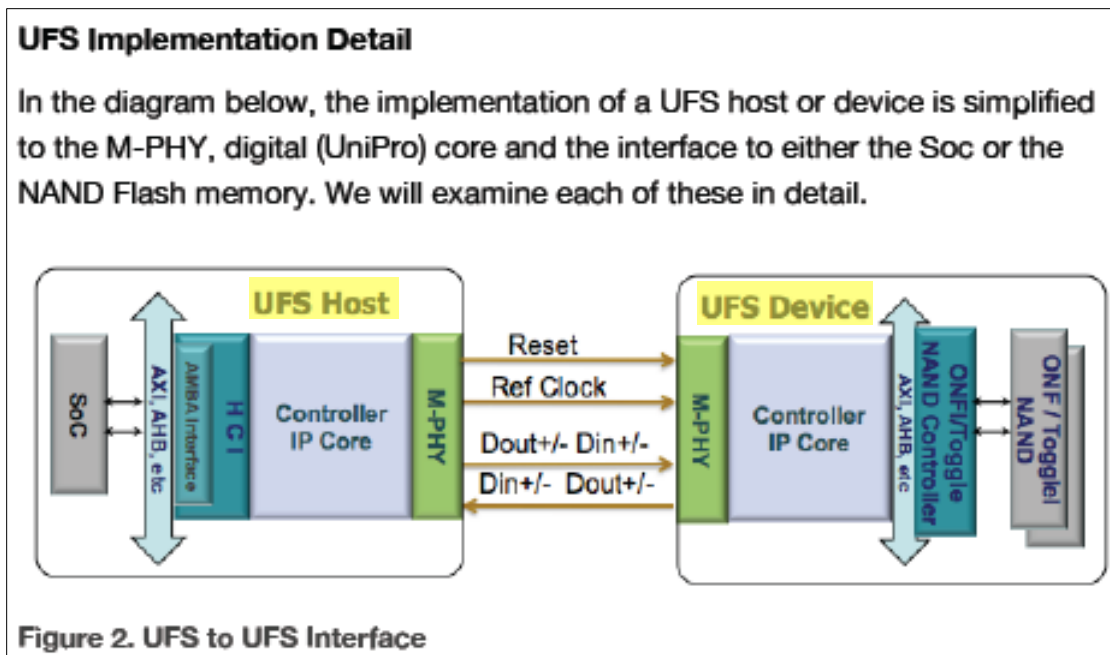 UFS Implementation Detail
In the diagram below, the implementation of a UFS host or device is simplified
to the M-PHY, digital (UniPro) core and the interface to either the Soc or the
NAND Flash memory. We will examine each of these in detail.
UFS Host
SoC
AXI, AHB, etc
AMBA Interface
H C I
Controller
IP Core
M-PHY
Reset
Ref Clock
Dout+/- Din+/-
Din+/- Dout+/-
UFS Device
M-PHY
Controller
IP Core
AXI, AHB, etc
ONFI/Toggle
NAND Controller
ONF / Togglel
NAND
Figure 2. UFS to UFS Interface